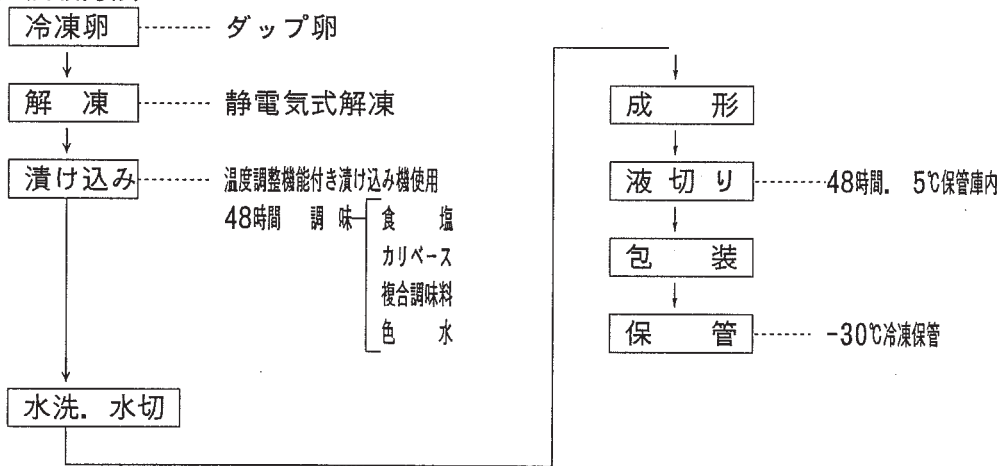 冷凍卵 ダップ卵
解 凍 静電気式解凍
漬け込み 温度調整機能付き漬け込み機使用
48時間 調 味 食 塩
カリベース
複合調味料
色 水
水洗. 水切
成 形
液切り 48時間. 5℃保管庫内
包 装
保 管 -30℃冷凍保管